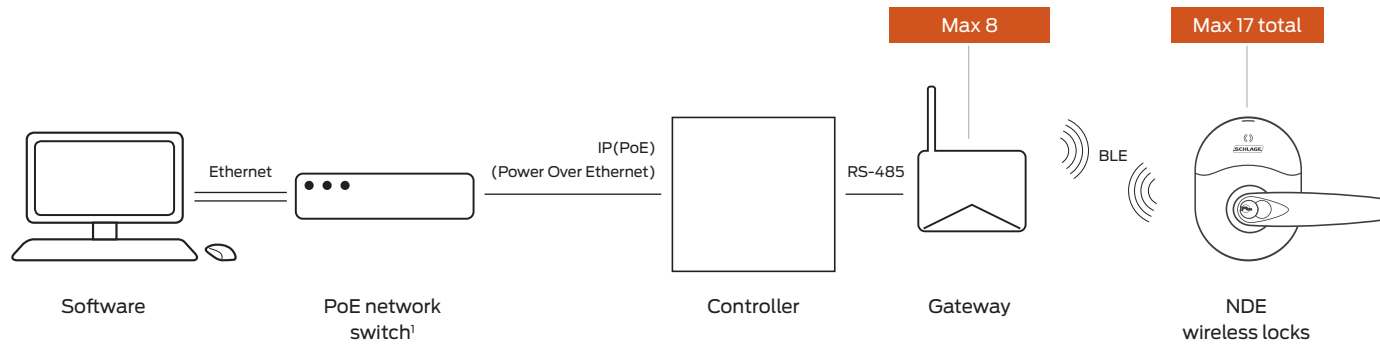 Max 8
Max 17 total
SCHLAGE
Ethernet
IP(PoE)
(Power Over Ethernet)
RS-485
BLE
Software
PoE network
switch¹
Controller
Gateway
NDE
wireless locks